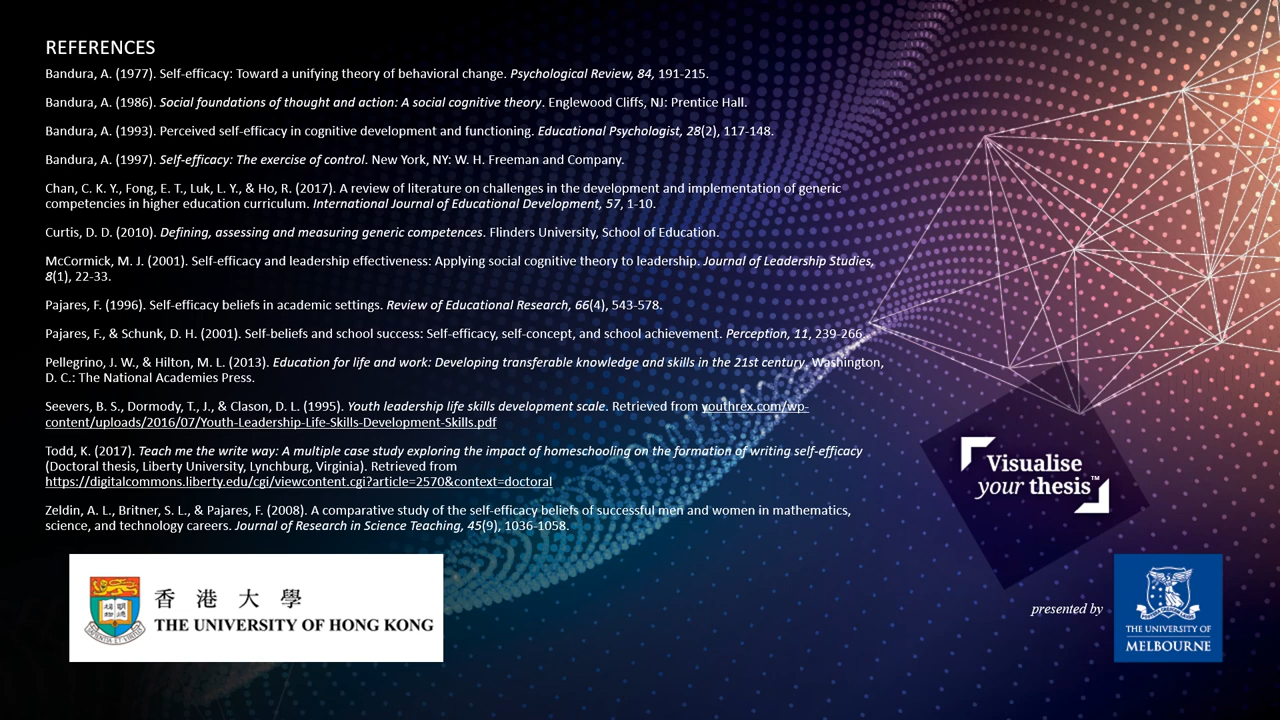 REFERENCES
Bandura, A. (1977). Self-efficacy: Toward a unifying theory of behavioral change. Psychological Review, 84, 191-215.
Bandura, A. (1986). Social foundations of thought and action: A social cognitive theory. Englewood Cliffs, NJ: Prentice Hall.
Bandura, A. (1993). Perceived self-efficacy in cognitive development and functioning. Educational Psychologist, 28(2), 117-148.
Bandura, A. (1997). Self-efficacy: The exercise of control. New York, NY: W. H. Freeman and Company.
Chan, C. K. Y., Fong, E. T., Luk, L. Y., & Ho, R. (2017). A review of literature on challenges in the development and implementation of generic
competencies in higher education curriculum. International Journal of Educational Development, 57, 1-10.
Curtis, D. D. (2010). Defining, assessing and measuring generic competences. Flinders University, School of Education.
McCormick, M. J. (2001). Self-efficacy and leadership effectiveness: Applying social cognitive theory to leadership. Journal of Leadership Studies,
8(1), 22-33.
Pajares, F. (1996). Self-efficacy beliefs in academic settings. Review of Educational Research, 66(4), 543-578.
Pajares, F., & Schunk, D. H. (2001). Self-beliefs and school success: Self-efficacy, self-concept, and school achievement. Perception, 11, 239-266.
Pellegrino, J. W., & Hilton, M. L. (2013). Education for life and work: Developing transferable knowledge and skills in the 21st century. Washington,
D. C.: The National Academies Press.
Seevers, B. S., Dormody, T., J., & Clason, D. L. (1995). Youth leadership life skills development scale. Retrieved from youthrex.com/wp-
content/uploads/2016/07/Youth-Leadership-Life-Skills-Development-Skills.pdf
Todd, K. (2017). Teach me the write way: A multiple case study exploring the impact of homeschooling on the formation of writing self-efficacy
(Doctoral thesis, Liberty University, Lynchburg, Virginia). Retrieved from
https://digitalcommons.liberty.edu/cgi/viewcontent.cgi?article=2570&context=doctoral
Zeldin, A. L., Britner, S. L., & Pajares, F. (2008). A comparative study of the self-efficacy beliefs of successful men and women in mathematics,
science, and technology careers. Journal of Research in Science Teaching, 45(9), 1036-1058.
Visualise
your thesis™
香港大學
THE UNIVERSITY OF HONG KONG
presented by
THE UNIVERSITY OF
MELBOURNE